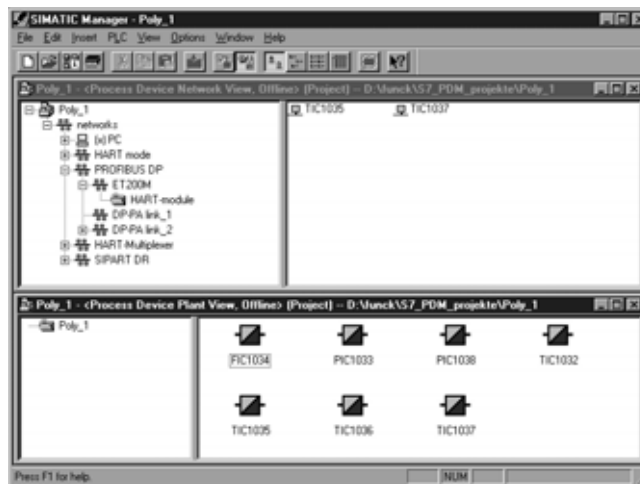 SIMATIC Manager - Poly_1
File Edit Insert PLC View Options Window Help
Poly_1 - <Process Device Network View, Offline> (Project) -- D:\Junck\S7_PDM_projekte\Poly_1
Poly_1
networks
(x) PC
HART mode
PROFIBUS DP
ET200M
HART-module
DP-PA link_1
DP-PA link_2
HART-Multiplexer
SIPART DR
TIC1035 TIC1037
Poly_1 - <Process Device Plant View, Offline> (Project) -- D:\Junck\S7_PDM_projekte\Poly_1
Poly_1
FIC1034 PIC1033 PIC1038 TIC1032
TIC1035 TIC1036 TIC1037
Press F1 for help. NUM